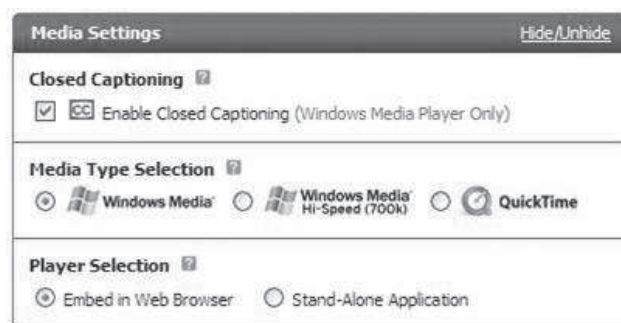 Media Settings Hide/Unhide
Closed Captioning ?
CC Enable Closed Captioning (Windows Media Player Only)
Media Type Selection ?
Windows Media Windows Media Hi-Speed (700k) QuickTime
Player Selection ?
Embed in Web Browser Stand-Alone Application